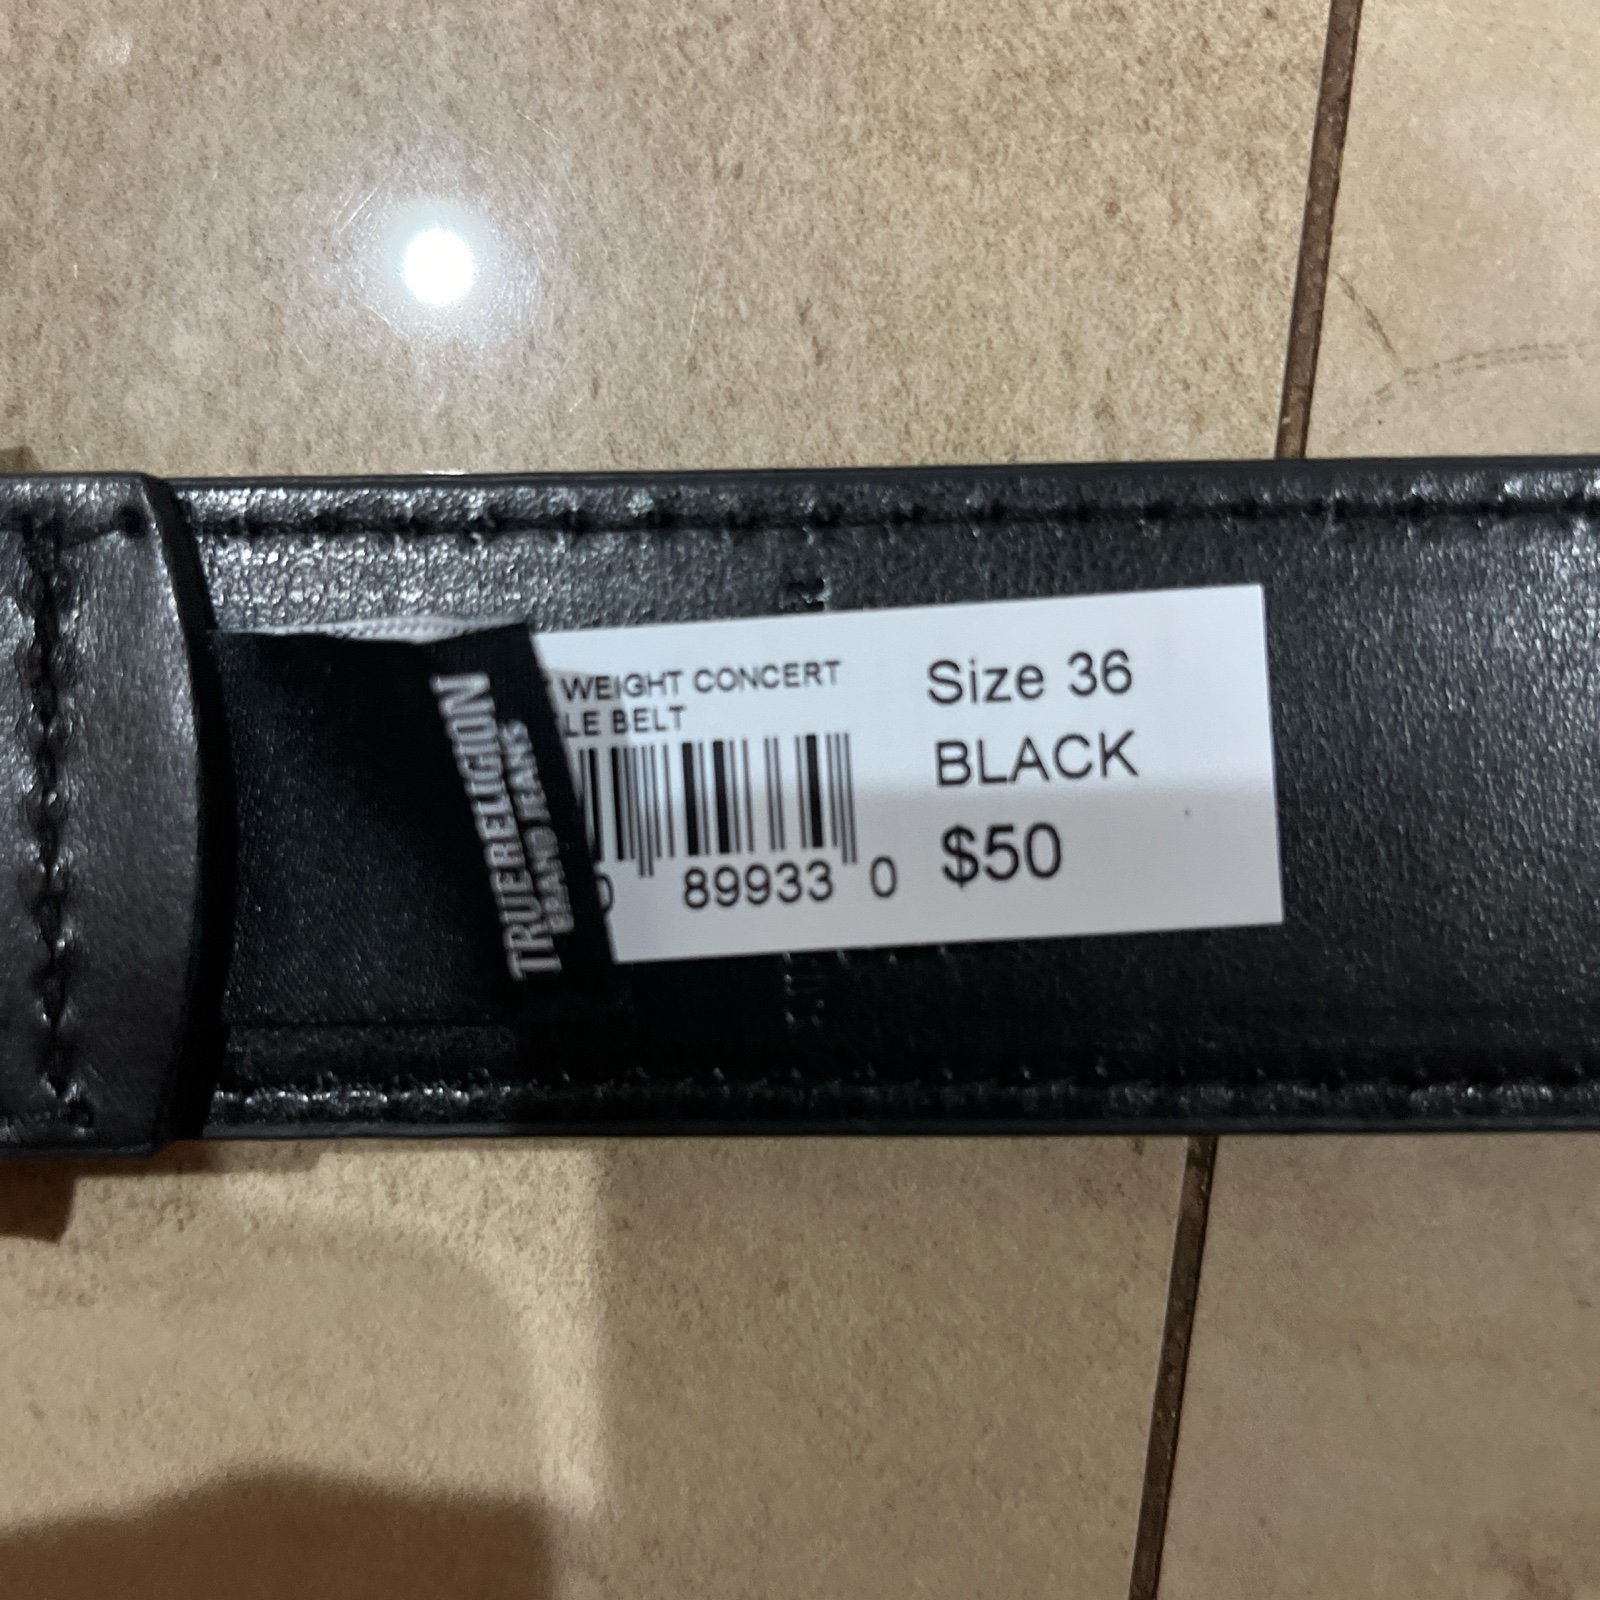 TRUERELIGION
BRAND JEANS
WEIGHT CONCERT
LE BELT
89933 0
Size 36
BLACK
$50